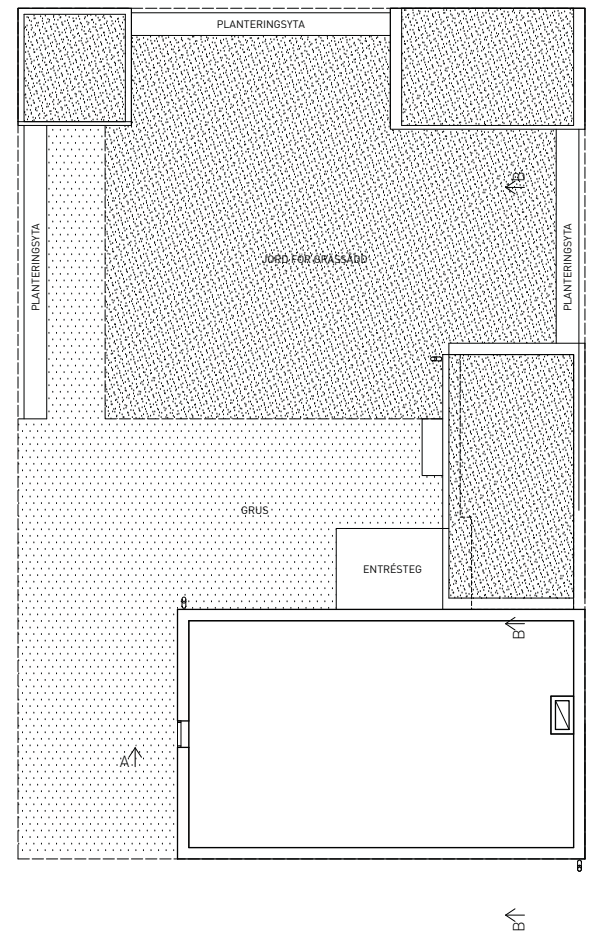 PLANTERINGSYTA
B
PLANTERINGSYTA
PLANTERINGSYTA
JORD FÖR GRÄSSÅDD
GRUS
ENTRÉSTEG
B
A
B